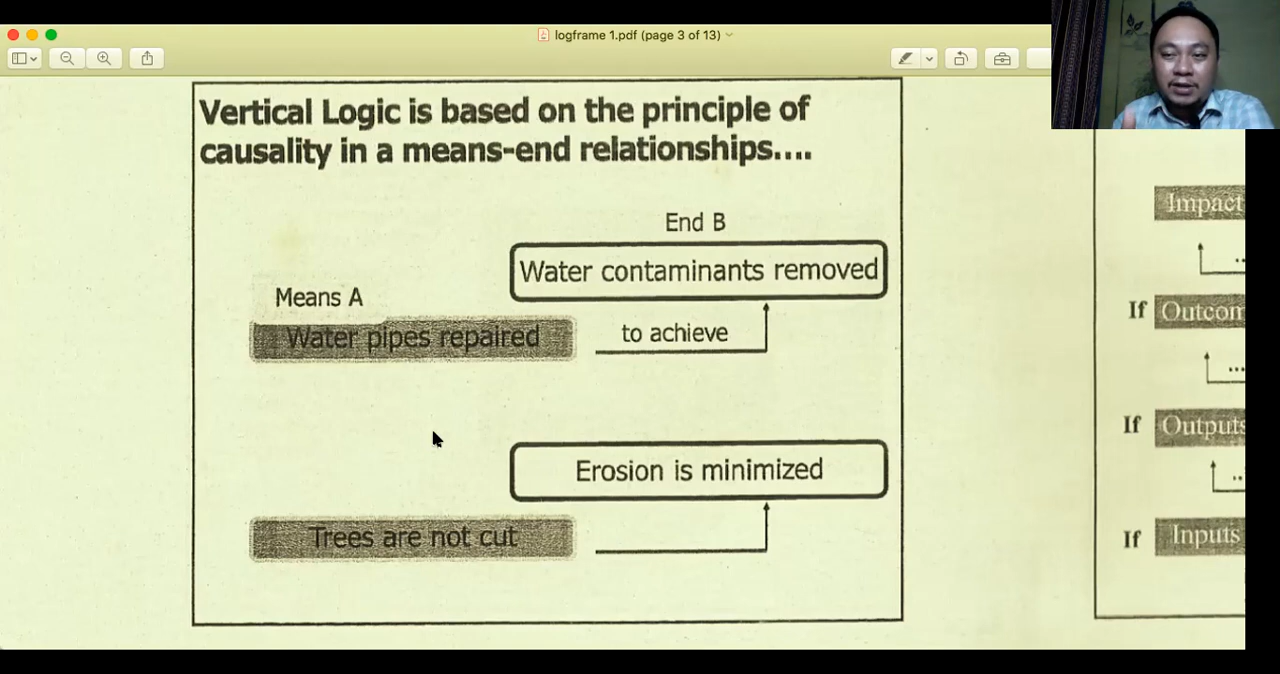 logframe 1.pdf (page 3 of 13)
Vertical Logic is based on the principle of
causality in a means-end relationships....
End B
Water contaminants removed
Means A
Water pipes repaired
to achieve
Erosion is minimized
Trees are not cut
Impact
...
If Outcom
...
If Outputs
...
If Inputs